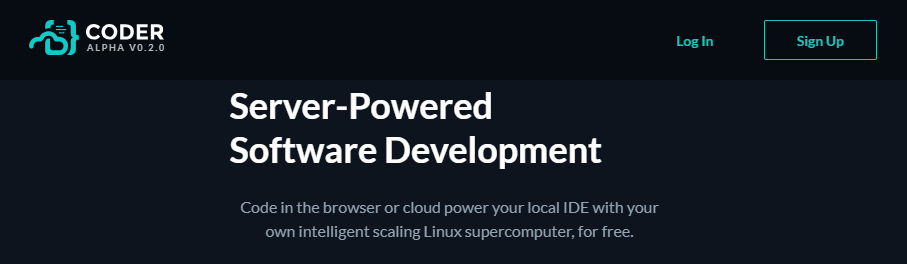 CODER
ALPHA V0.2.0
Log In
Sign Up
Server-Powered
Software Development
Code in the browser or cloud power your local IDE with your
own intelligent scaling Linux supercomputer, for free.